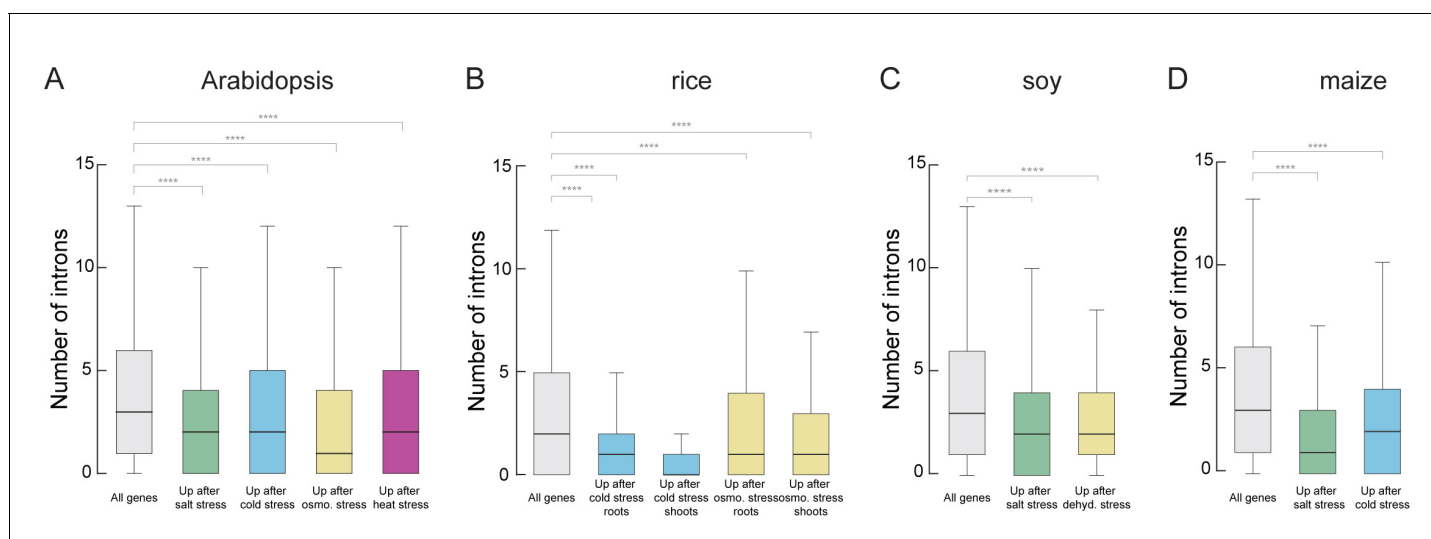 A
Arabidopsis
B
rice
C
soy
D
maize
****
****
****
****
Number of introns
15
10
5
0
All genes
Up after
salt stress
Up after
cold stress
Up after
osmo. stress
Up after
heat stress
****
****
****
****
Number of introns
15
10
5
0
All genes
Up after
cold stress
roots
Up after
cold stress
shoots
Up after
osmo. stress
roots
Up after
osmo. stress
shoots
****
****
Number of introns
15
10
5
0
All genes
Up after
salt stress
Up after
dehyd. stress
****
****
Number of introns
15
10
5
0
All genes
Up after
salt stress
Up after
cold stress